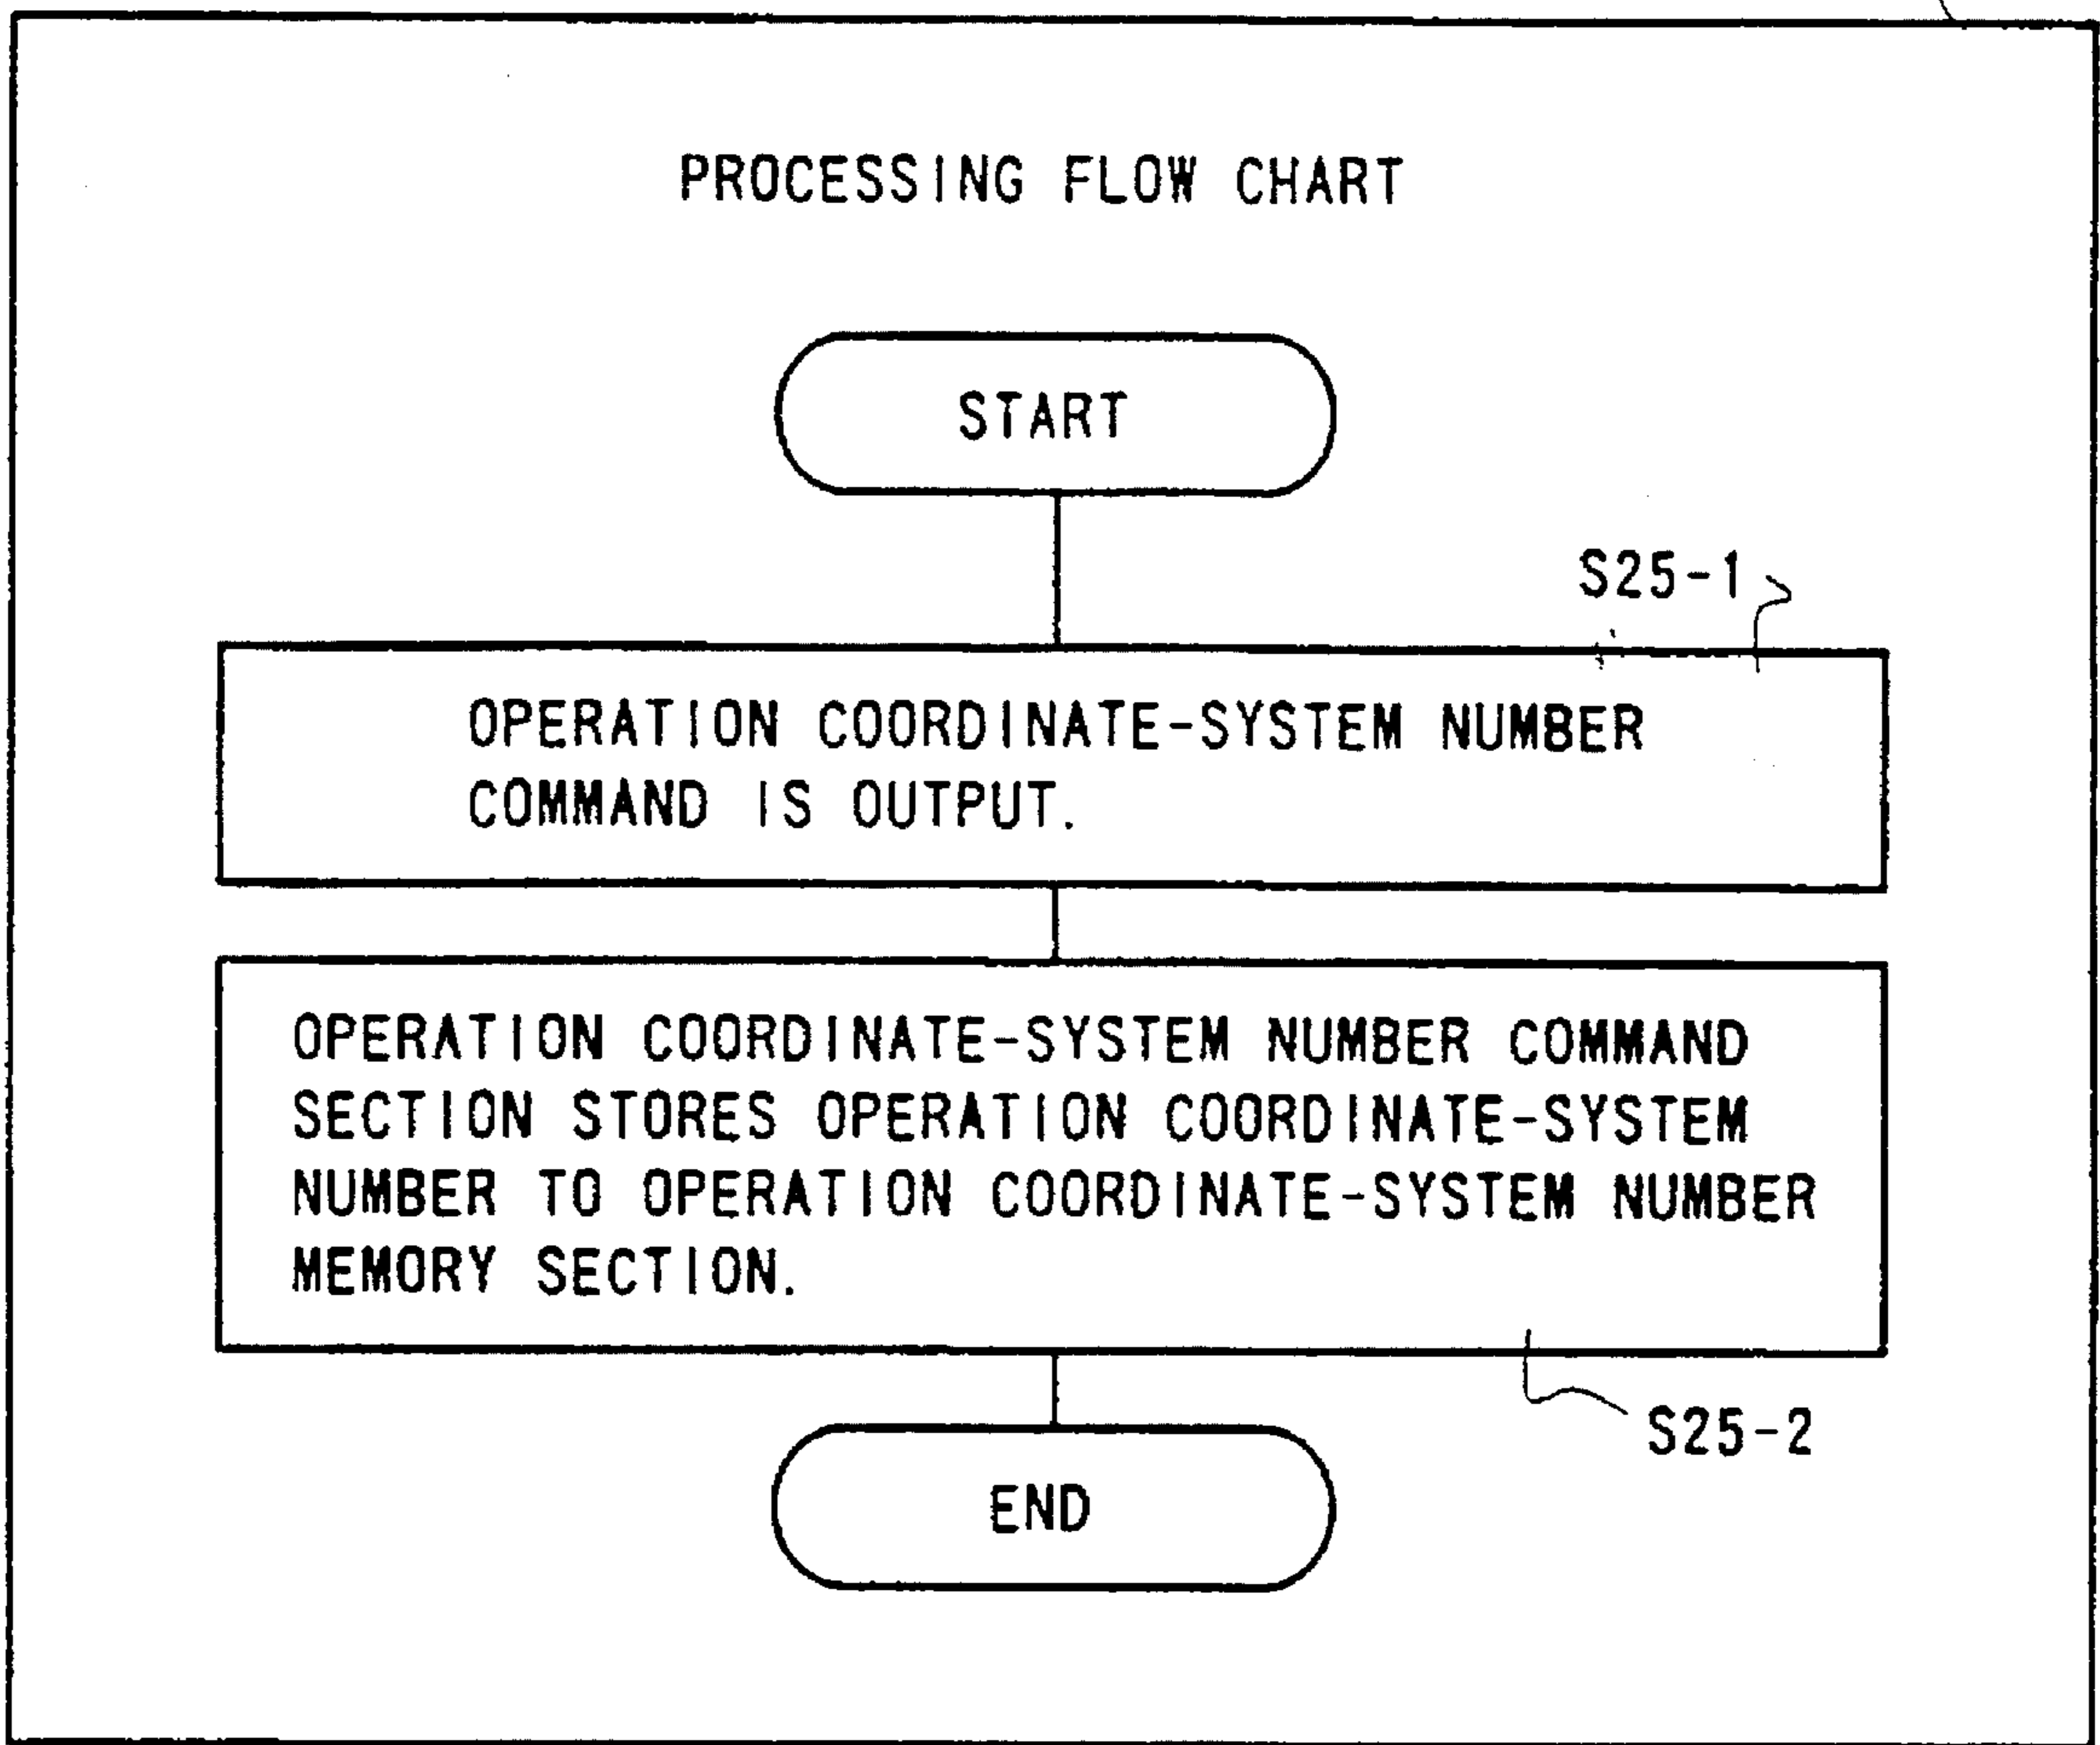 PROCESSING FLOW CHART
START
S25-1
OPERATION COORDINATE-SYSTEM NUMBER
COMMAND IS OUTPUT.
OPERATION COORDINATE-SYSTEM NUMBER COMMAND
SECTION STORES OPERATION COORDINATE-SYSTEM
NUMBER TO OPERATION COORDINATE-SYSTEM NUMBER
MEMORY SECTION.
S25-2
END